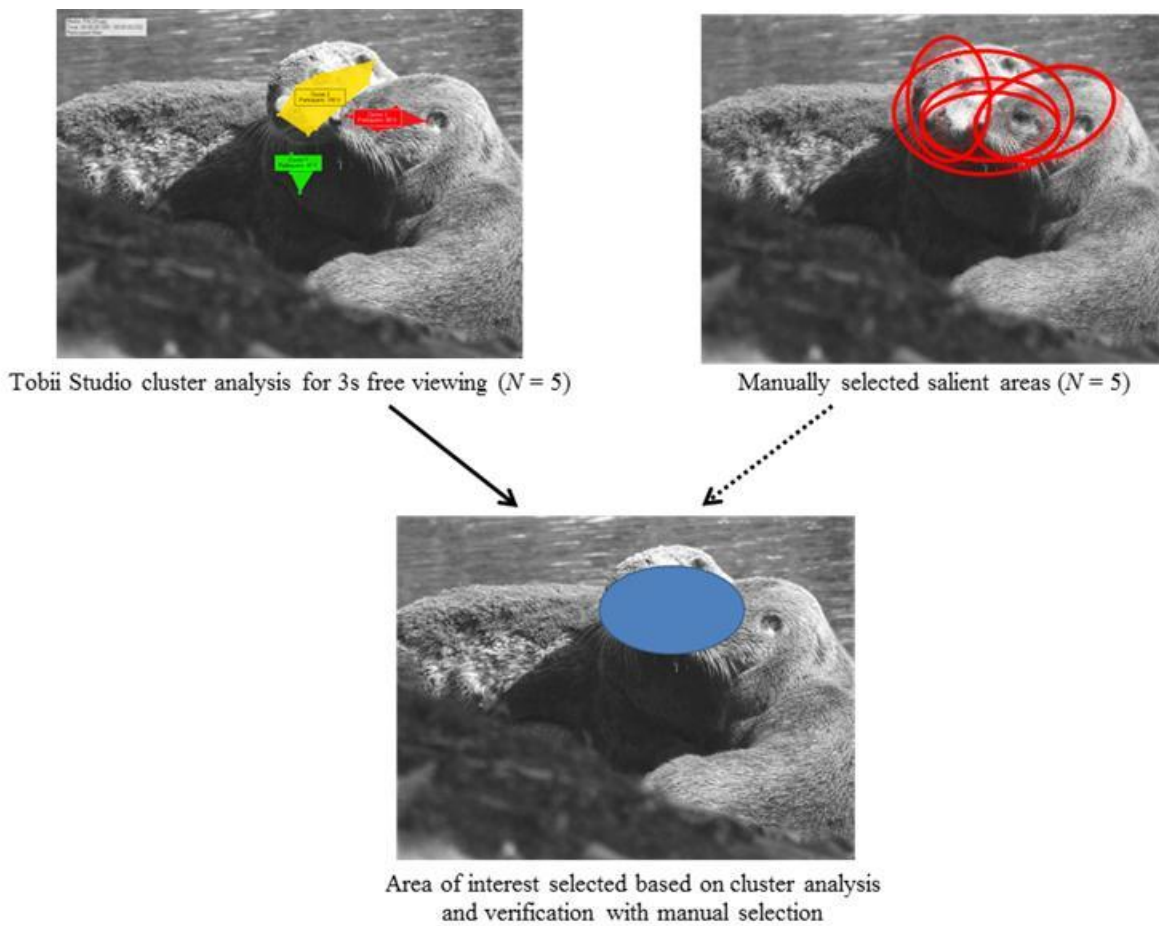 Tobii Studio cluster analysis for 3s free viewing (N = 5)
Manually selected salient areas (N = 5)
Area of interest selected based on cluster analysis
and verification with manual selection